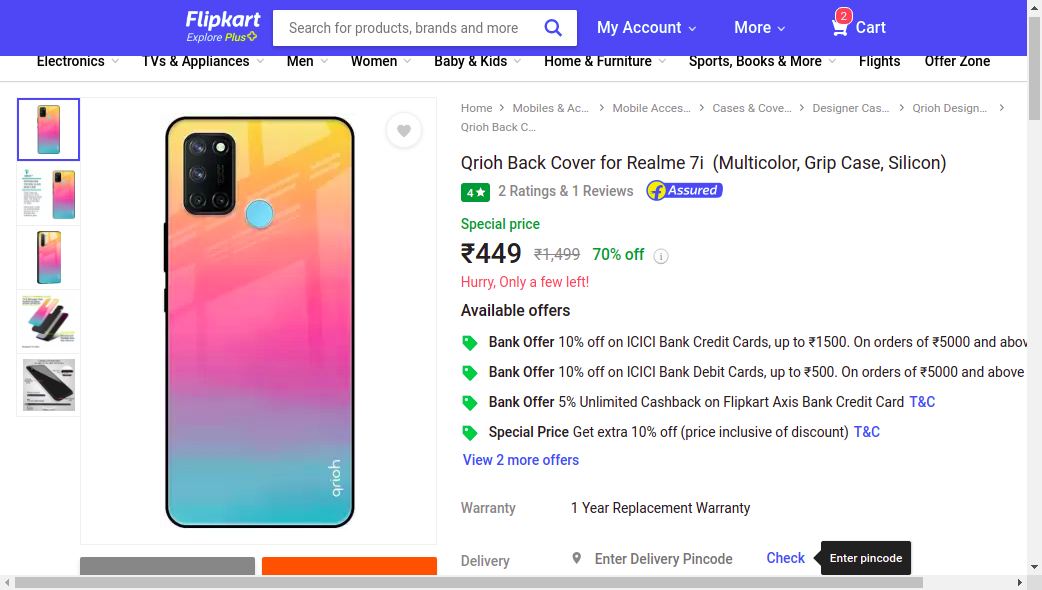 Flipkart
Explore Plus
Search for products, brands and more
My Account
More
2
Cart
Electronics
TVs & Appliances
Men
Women
Baby & Kids
Home & Furniture
Sports, Books & More
Flights
Offer Zone
Home
Mobiles & Ac...
Mobile Acces...
Cases & Cove...
Designer Cas...
Qrioh Design...
Qrioh Back C...
Qrioh Back Cover for Realme 7i (Multicolor, Grip Case, Silicon)
4★ 2 Ratings & 1 Reviews
Assured
Special price
₹449 ₹1,499 70% off
Hurry, Only a few left!
Available offers
Bank Offer 10% off on ICICI Bank Credit Cards, up to ₹1500. On orders of ₹5000 and abov
Bank Offer 10% off on ICICI Bank Debit Cards, up to ₹500. On orders of ₹5000 and above
Bank Offer 5% Unlimited Cashback on Flipkart Axis Bank Credit Card T&C
Special Price Get extra 10% off (price inclusive of discount) T&C
View 2 more offers
Warranty
1 Year Replacement Warranty
Delivery
Enter Delivery Pincode
Check
Enter pincode
qrioh